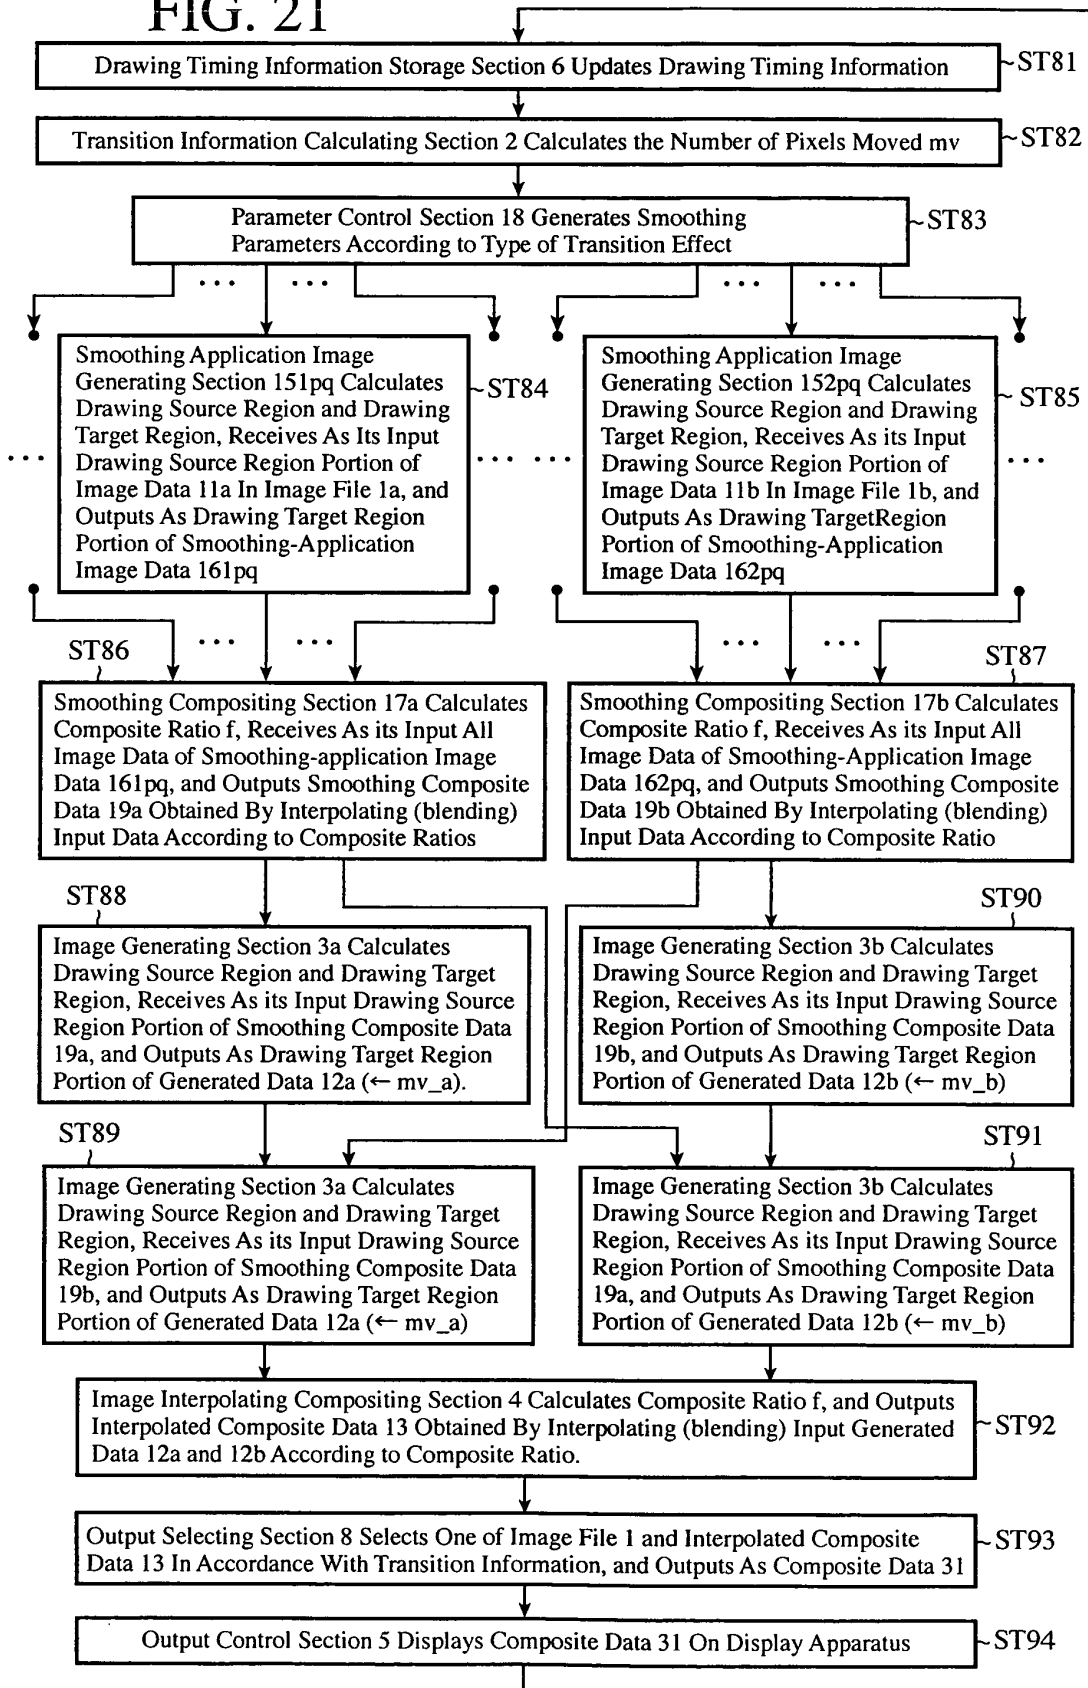 FIG. 21
Drawing Timing Information Storage Section 6 Updates Drawing Timing Information
ST81
Transition Information Calculating Section 2 Calculates the Number of Pixels Moved mv
ST82
Parameter Control Section 18 Generates Smoothing
Parameters According to Type of Transition Effect
ST83
Smoothing Application Image
Generating Section 151pq Calculates
Drawing Source Region and Drawing
Target Region, Receives As Its Input
Drawing Source Region Portion of
Image Data 11a In Image File 1a, and
Outputs As Drawing Target Region
Portion of Smoothing-Application
Image Data 161pq
ST84
Smoothing Application Image
Generating Section 152pq Calculates
Drawing Source Region and Drawing
Target Region, Receives As its Input
Drawing Source Region Portion of
Image Data 11b In Image File 1b, and
Outputs As Drawing TargetRegion
Portion of Smoothing-Application
Image Data 162pq
ST85
ST86
Smoothing Compositing Section 17a Calculates
Composite Ratio f, Receives As its Input All
Image Data of Smoothing-application Image
Data 161pq, and Outputs Smoothing Composite
Data 19a Obtained By Interpolating (blending)
Input Data According to Composite Ratios
ST87
Smoothing Compositing Section 17b Calculates
Composite Ratio f, Receives As its Input All
Image Data of Smoothing-Application Image
Data 162pq, and Outputs Smoothing Composite
Data 19b Obtained By Interpolating (blending)
Input Data According to Composite Ratio
ST88
Image Generating Section 3a Calculates
Drawing Source Region and Drawing Target
Region, Receives As its Input Drawing Source
Region Portion of Smoothing Composite Data
19a, and Outputs As Drawing Target Region
Portion of Generated Data 12a (← mv_a).
ST90
Image Generating Section 3b Calculates
Drawing Source Region and Drawing Target
Region, Receives As its Input Drawing Source
Region Portion of Smoothing Composite Data
19b, and Outputs As Drawing Target Region
Portion of Generated Data 12b (← mv_b)
ST89
Image Generating Section 3a Calculates
Drawing Source Region and Drawing Target
Region, Receives As its Input Drawing Source
Region Portion of Smoothing Composite Data
19b, and Outputs As Drawing Target Region
Portion of Generated Data 12a (← mv_a)
ST91
Image Generating Section 3b Calculates
Drawing Source Region and Drawing Target
Region, Receives As its Input Drawing Source
Region Portion of Smoothing Composite Data
19a, and Outputs As Drawing Target Region
Portion of Generated Data 12b (← mv_b)
Image Interpolating Compositing Section 4 Calculates Composite Ratio f, and Outputs
Interpolated Composite Data 13 Obtained By Interpolating (blending) Input Generated
Data 12a and 12b According to Composite Ratio.
ST92
Output Selecting Section 8 Selects One of Image File 1 and Interpolated Composite
Data 13 In Accordance With Transition Information, and Outputs As Composite Data 31
ST93
Output Control Section 5 Displays Composite Data 31 On Display Apparatus
ST94